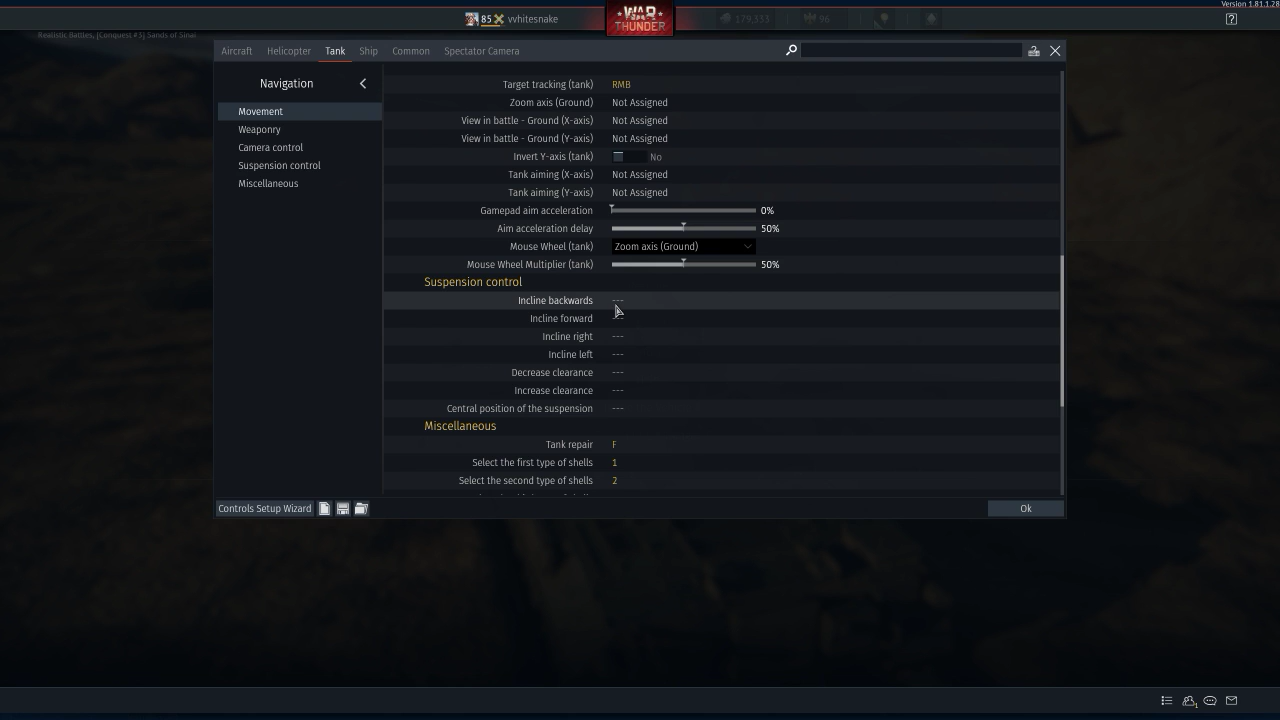 Version 1.81.1.28
85 vvhitesnake
WAR THUNDER
179,333
96
Realistic Battles, [Conquest #3] Sands of Sinai
Aircraft Helicopter Tank Ship Common Spectator Camera
Navigation
Movement
Weaponry
Camera control
Suspension control
Miscellaneous
Target tracking (tank) RMB
Zoom axis (Ground) Not Assigned
View in battle - Ground (X-axis) Not Assigned
View in battle - Ground (Y-axis) Not Assigned
Invert Y-axis (tank) No
Tank aiming (X-axis) Not Assigned
Tank aiming (Y-axis) Not Assigned
Gamepad aim acceleration 0%
Aim acceleration delay 50%
Mouse Wheel (tank) Zoom axis (Ground)
Mouse Wheel Multiplier (tank) 50%
Suspension control
Incline backwards ---
Incline forward ---
Incline right ---
Incline left ---
Decrease clearance ---
Increase clearance ---
Central position of the suspension ---
Miscellaneous
Tank repair F
Select the first type of shells 1
Select the second type of shells 2
Controls Setup Wizard
Ok
1